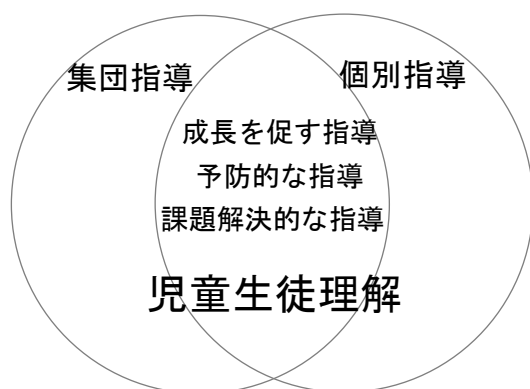 集団指導
個別指導
成長を促す指導
予防的な指導
課題解決的な指導
児童生徒理解